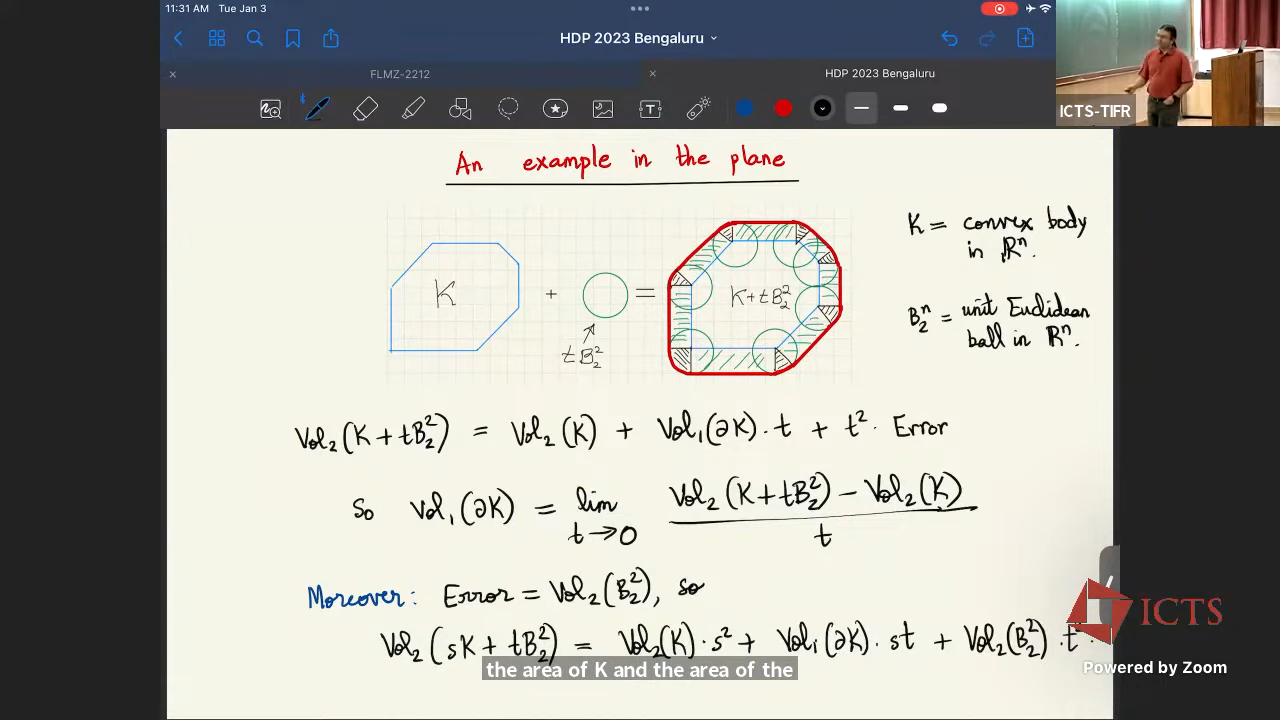 11:31 AM Tue Jan 3
HDP 2023 Bengaluru
FLMZ-2212
HDP 2023 Bengaluru
ICTS-TIFR
An example in the plane
K + tB₂² = K+tB₂²
K = convex body
in ℝⁿ.
B₂ⁿ = unit Euclidean
ball in ℝⁿ.
Vol₂(K + tB₂²) = Vol₂(K) + Vol₁(∂K)·t + t²· Error
So Vol₁(∂K) = lim t→0 Vol₂(K+tB₂²) − Vol₂(K)
t
Moreover: Error = Vol₂(B₂²), so
Vol₂(sK + tB₂²) = Vol₂(K)·s² + Vol₁(∂K)·st + Vol₂(B₂²)·t
the area of K and the area of the
ICTS
Powered by Zoom